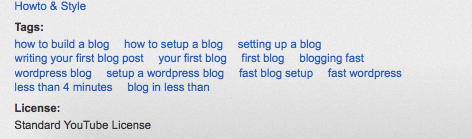 Howto & Style
Tags:
how to build a blog how to setup a blog setting up a blog
writing your first blog post your first blog first blog blogging fast
wordpress blog setup a wordpress blog fast blog setup fast wordpress
less than 4 minutes blog in less than
License:
Standard YouTube License